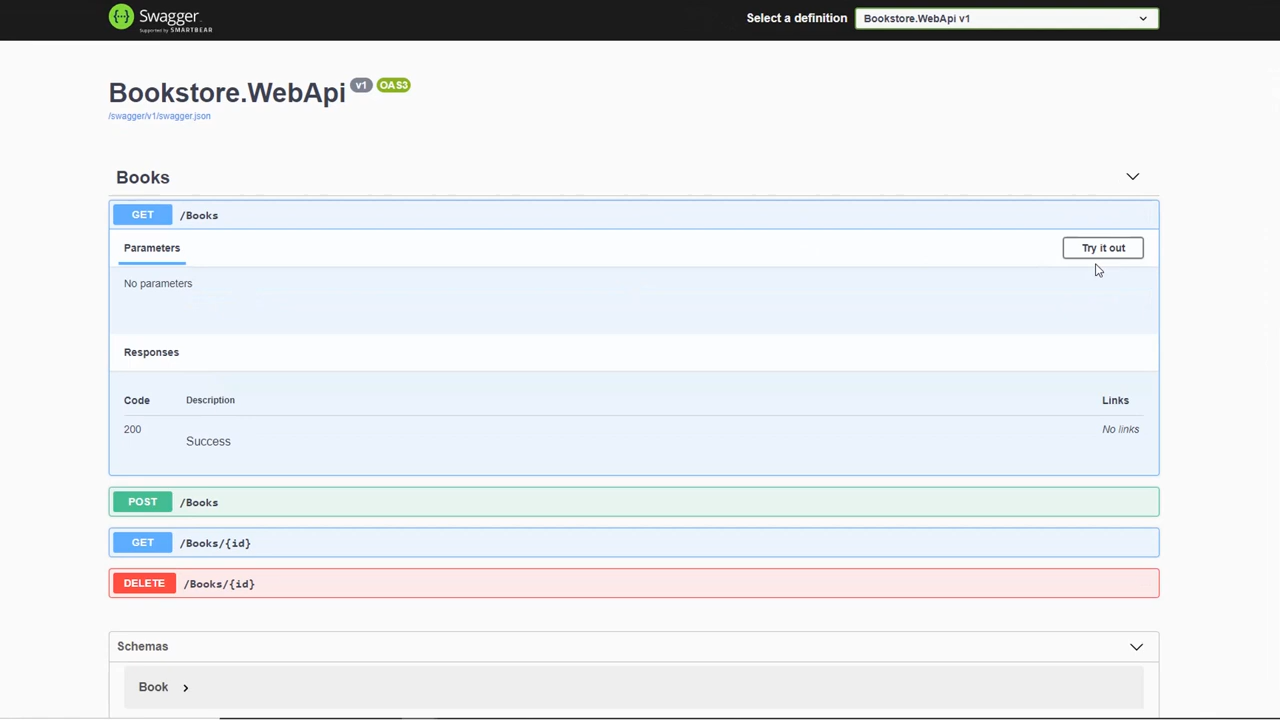 Swagger
Supported by SMARTBEAR
Select a definition
Bookstore.WebApi v1
Bookstore.WebApi v1 OAS3
/swagger/v1/swagger.json
Books
GET /Books
Parameters
Try it out
No parameters
Responses
Code Description Links
200 Success No links
POST /Books
GET /Books/{id}
DELETE /Books/{id}
Schemas
Book